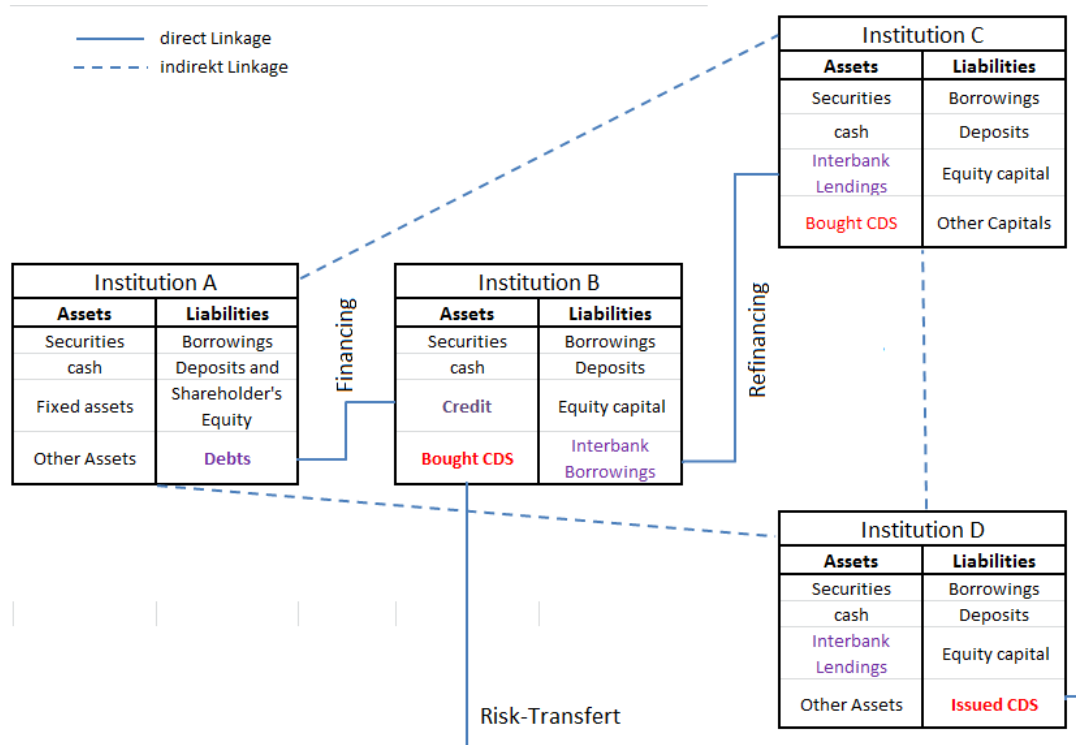 direct Linkage
indirekt Linkage
Institution C
Assets Liabilities
Securities Borrowings
cash Deposits
Interbank
Lendings
Equity capital
Bought CDS Other Capitals
Institution A
Assets Liabilities
Securities Borrowings
cash Deposits and
Shareholder's
Equity
Fixed assets
Other Assets Debts
Financing
Institution B
Assets Liabilities
Securities Borrowings
cash Deposits
Credit Equity capital
Bought CDS Interbank
Borrowings
Refinancing
Institution D
Assets Liabilities
Securities Borrowings
cash Deposits
Interbank
Lendings
Equity capital
Other Assets Issued CDS
Risk-Transfert